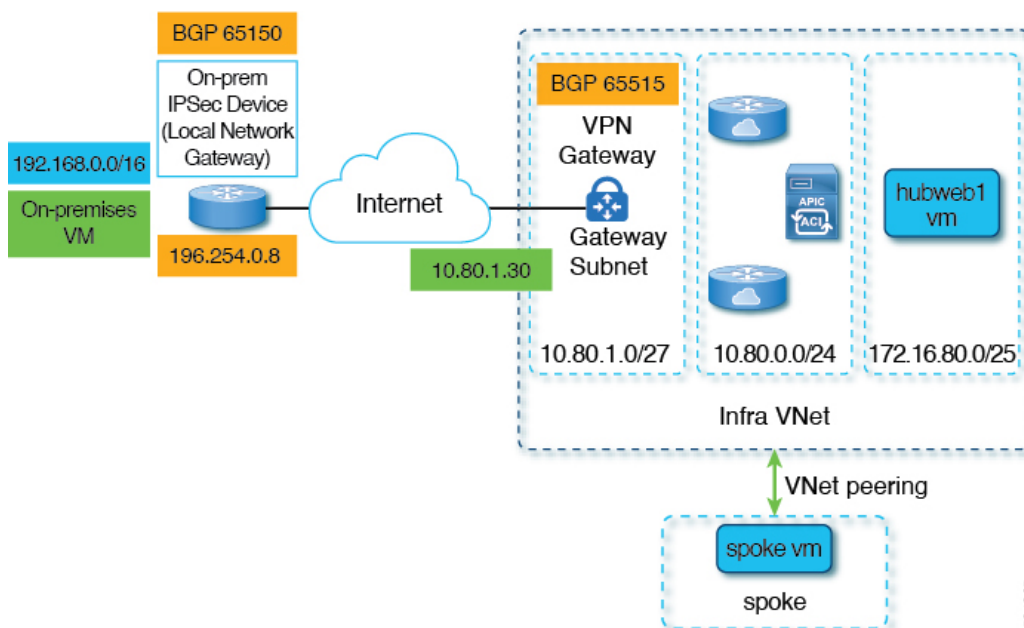 BGP 65150
On-prem
IPSec Device
(Local Network
Gateway)
192.168.0.0/16
On-premises
VM
196.254.0.8
Internet
10.80.1.30
BGP 65515
VPN
Gateway
Gateway
Subnet
10.80.1.0/27
APIC
ACI
10.80.0.0/24
hubweb1
vm
172.16.80.0/25
Infra VNet
VNet peering
spoke vm
spoke